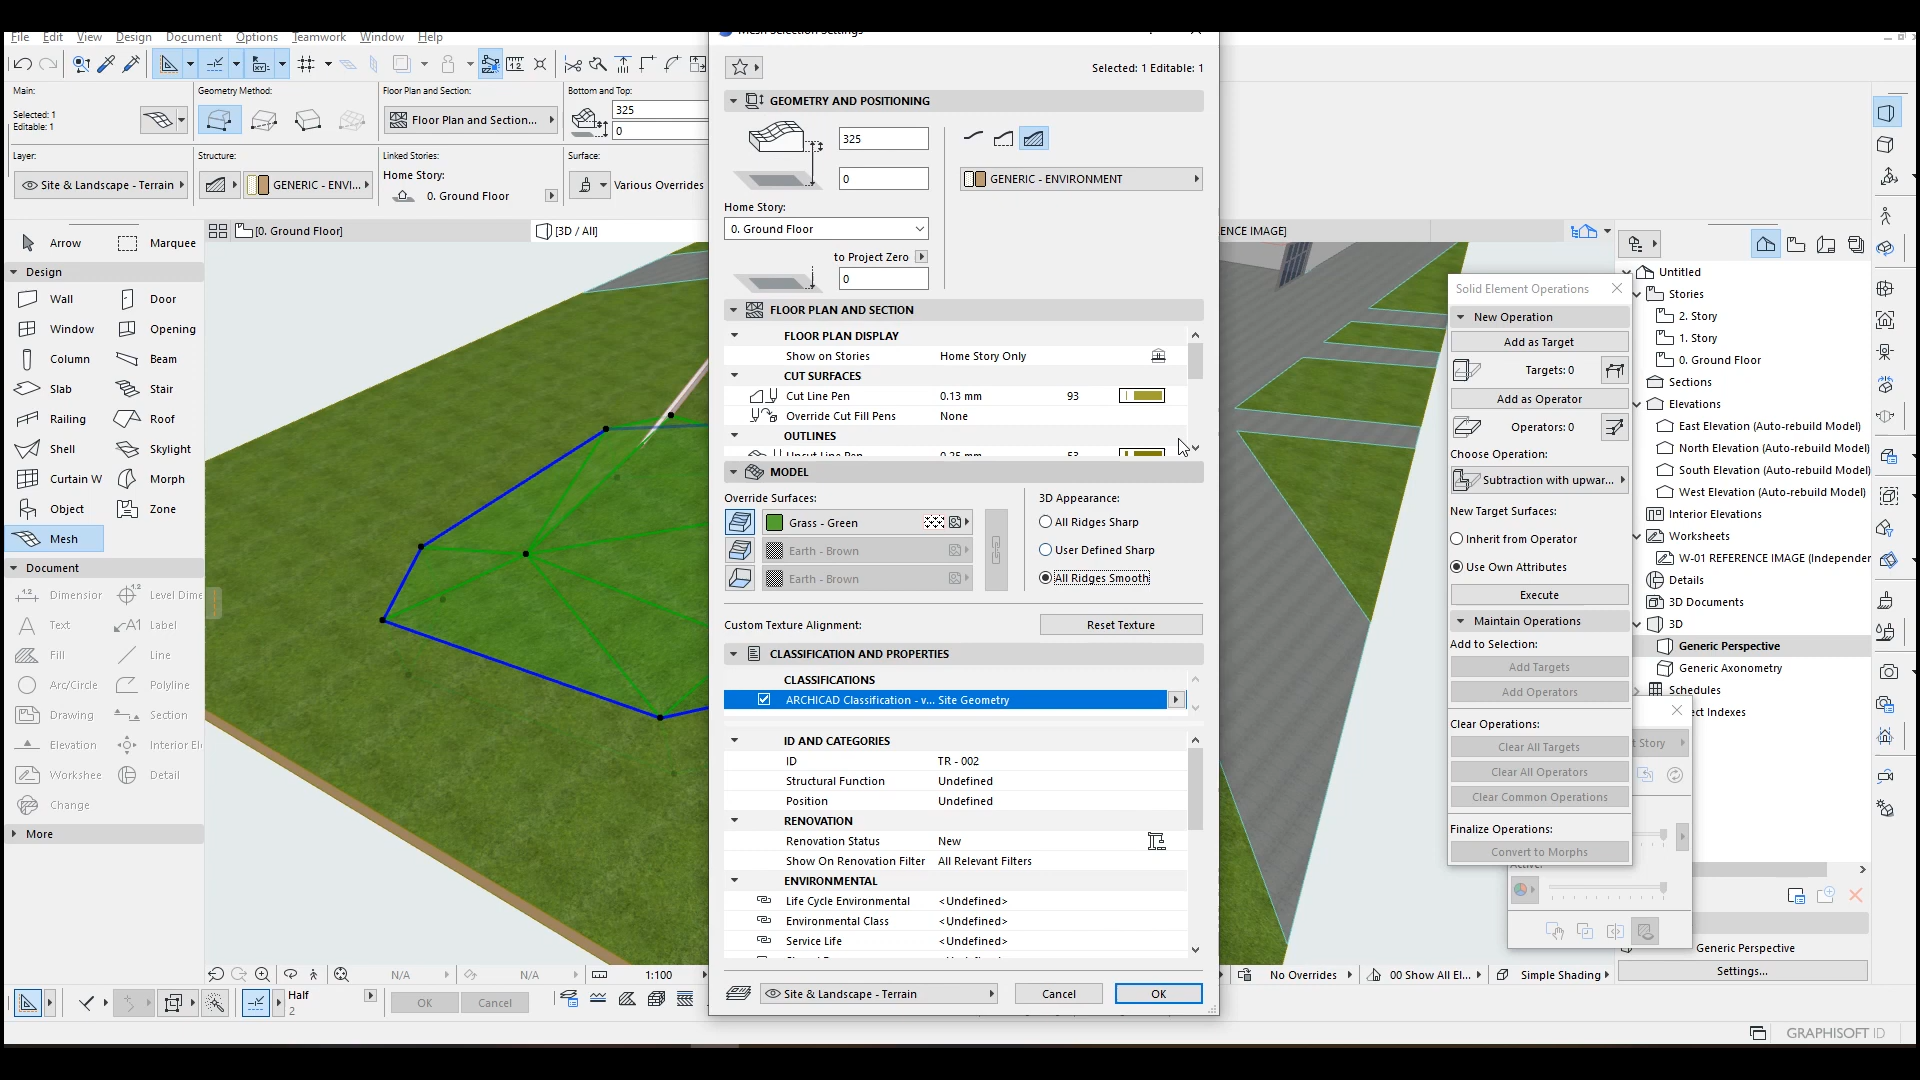 File Edit View Design Document Options Teamwork Window Help
Mesh Selection Settings
Selected: 1 Editable: 1
Main:
Selected: 1
Editable: 1
Geometry Method:
Floor Plan and Section:
Floor Plan and Section...
Bottom and Top:
325
0
Layer:
Site & Landscape - Terrain
Structure:
GENERIC - ENVI...
Linked Stories:
Home Story:
0. Ground Floor
Surface:
Various Overrides
[0. Ground Floor]
[3D / All]
ENCE IMAGE]
Arrow
Marquee
Design
Wall
Door
Window
Opening
Column
Beam
Slab
Stair
Railing
Roof
Shell
Skylight
Curtain W
Morph
Object
Zone
Mesh
Document
Dimension
Level Dime
Text
Label
Fill
Line
Arc/Circle
Polyline
Drawing
Section
Elevation
Interior El
Workshee
Detail
Change
More
GEOMETRY AND POSITIONING
325
0
GENERIC - ENVIRONMENT
Home Story:
0. Ground Floor
to Project Zero
0
FLOOR PLAN AND SECTION
FLOOR PLAN DISPLAY
Show on Stories Home Story Only
CUT SURFACES
Cut Line Pen 0.13 mm 93
Override Cut Fill Pens None
OUTLINES
Uncut Line Pen 0.25 mm 53
MODEL
Override Surfaces:
Grass - Green
Earth - Brown
Earth - Brown
3D Appearance:
All Ridges Sharp
User Defined Sharp
All Ridges Smooth
Custom Texture Alignment:
Reset Texture
CLASSIFICATION AND PROPERTIES
CLASSIFICATIONS
ARCHICAD Classification - v... Site Geometry
ID AND CATEGORIES
ID TR - 002
Structural Function Undefined
Position Undefined
RENOVATION
Renovation Status New
Show On Renovation Filter All Relevant Filters
ENVIRONMENTAL
Life Cycle Environmental <Undefined>
Environmental Class <Undefined>
Service Life <Undefined>
Site & Landscape - Terrain
Cancel
OK
Solid Element Operations
New Operation
Add as Target
Targets: 0
Add as Operator
Operators: 0
Choose Operation:
Subtraction with upwar...
New Target Surfaces:
Inherit from Operator
Use Own Attributes
Execute
Maintain Operations
Add to Selection:
Add Targets
Add Operators
Clear Operations:
Clear All Targets
Clear All Operators
Clear Common Operations
Finalize Operations:
Convert to Morphs
Untitled
Stories
2. Story
1. Story
0. Ground Floor
Sections
Elevations
East Elevation (Auto-rebuild Model)
North Elevation (Auto-rebuild Model)
South Elevation (Auto-rebuild Model)
West Elevation (Auto-rebuild Model)
Interior Elevations
Worksheets
W-01 REFERENCE IMAGE (Independer
Details
3D Documents
3D
Generic Perspective
Generic Axonometry
Schedules
ect Indexes
t Story
Active:
Generic Perspective
Settings...
N/A
N/A
1:100
No Overrides
00 Show All El...
Simple Shading
Half
2
OK
Cancel
GRAPHISOFT ID